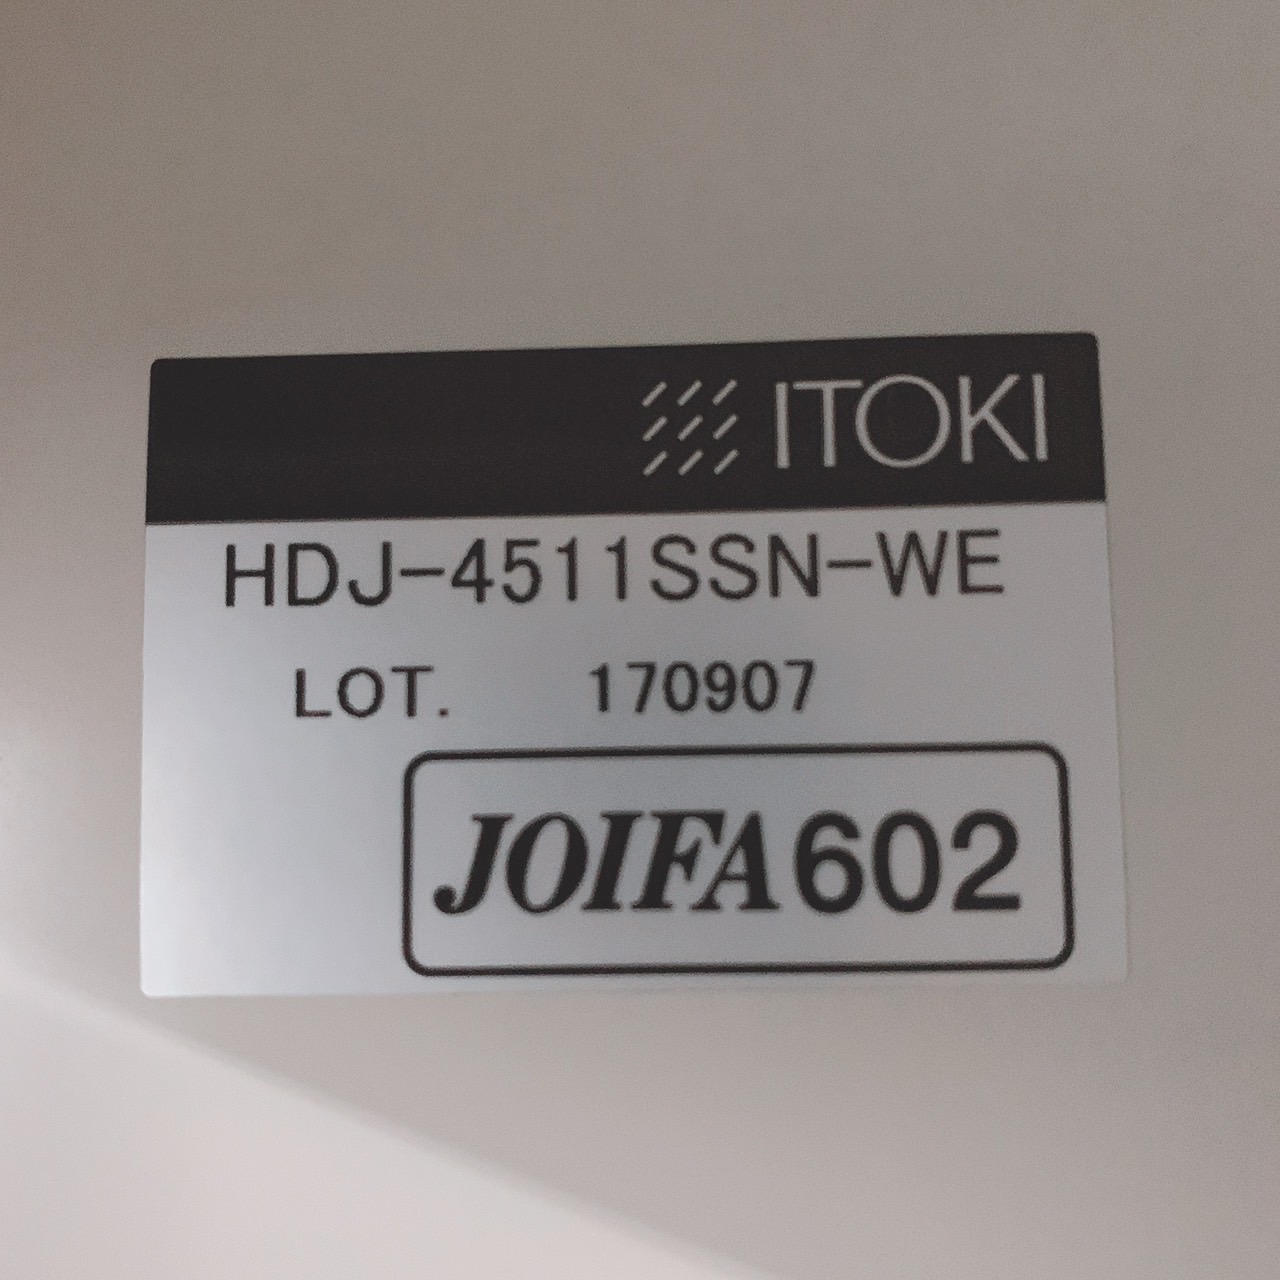 ITOKI
HDJ-4511SSN-WE
LOT. 170907
JOIFA602